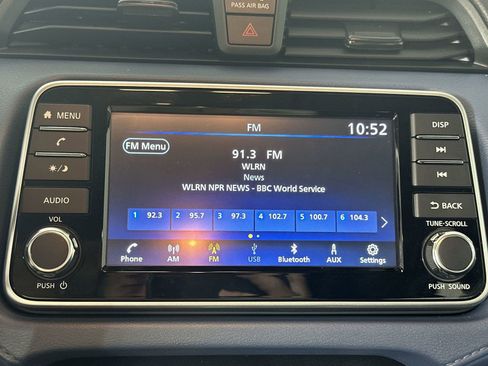 PASS AIR BAG
FM
10:52
MENU
FM Menu
91.3 FM
WLRN
News
WLRN NPR NEWS - BBC World Service
AUDIO
VOL
PUSH
1 92.3 2 95.7 3 97.3 4 102.7 5 100.7 6 104.3
Phone AM FM USB Bluetooth AUX Settings
DISP
BACK
TUNE·SCROLL
PUSH SOUND